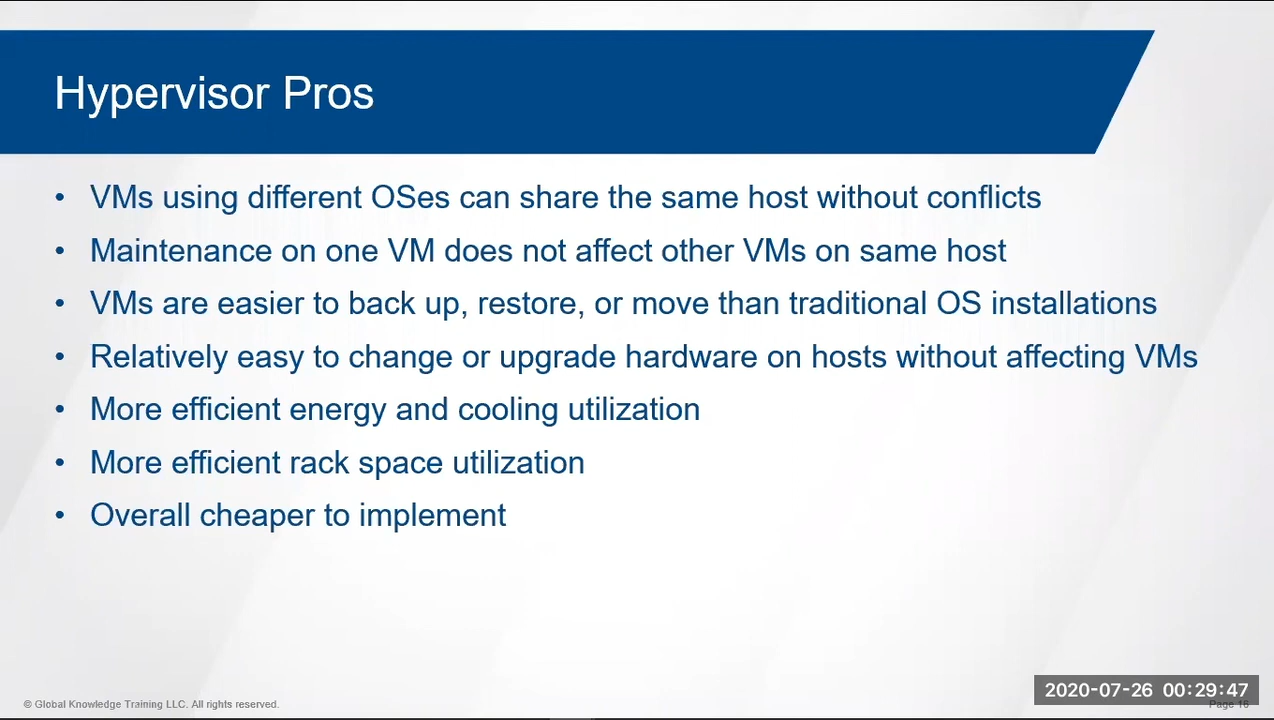 Hypervisor Pros
• VMs using different OSes can share the same host without conflicts
• Maintenance on one VM does not affect other VMs on same host
• VMs are easier to back up, restore, or move than traditional OS installations
• Relatively easy to change or upgrade hardware on hosts without affecting VMs
• More efficient energy and cooling utilization
• More efficient rack space utilization
• Overall cheaper to implement
2020-07-26 00:29:47
© Global Knowledge Training LLC. All rights reserved.
Page 16